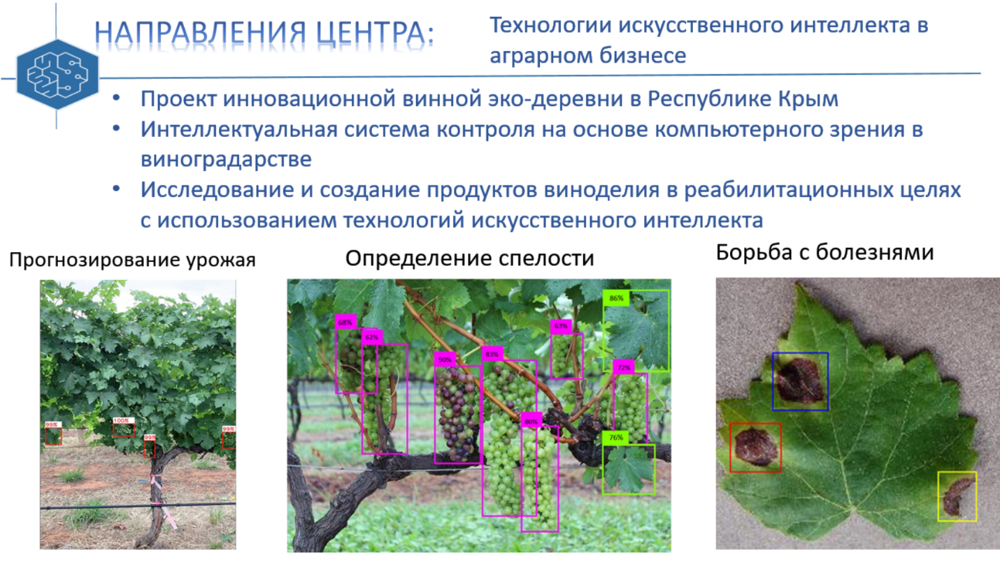 НАПРАВЛЕНИЯ ЦЕНТРА:
Технологии искусственного интеллекта в
аграрном бизнесе
• Проект инновационной винной эко-деревни в Республике Крым
• Интеллектуальная система контроля на основе компьютерного зрения в
виноградарстве
• Исследование и создание продуктов виноделия в реабилитационных целях
с использованием технологий искусственного интеллекта
Прогнозирование урожая
99%
100%
99%
99%
Определение спелости
68%
62%
90%
83%
63%
86%
72%
80%
76%
Борьба с болезнями